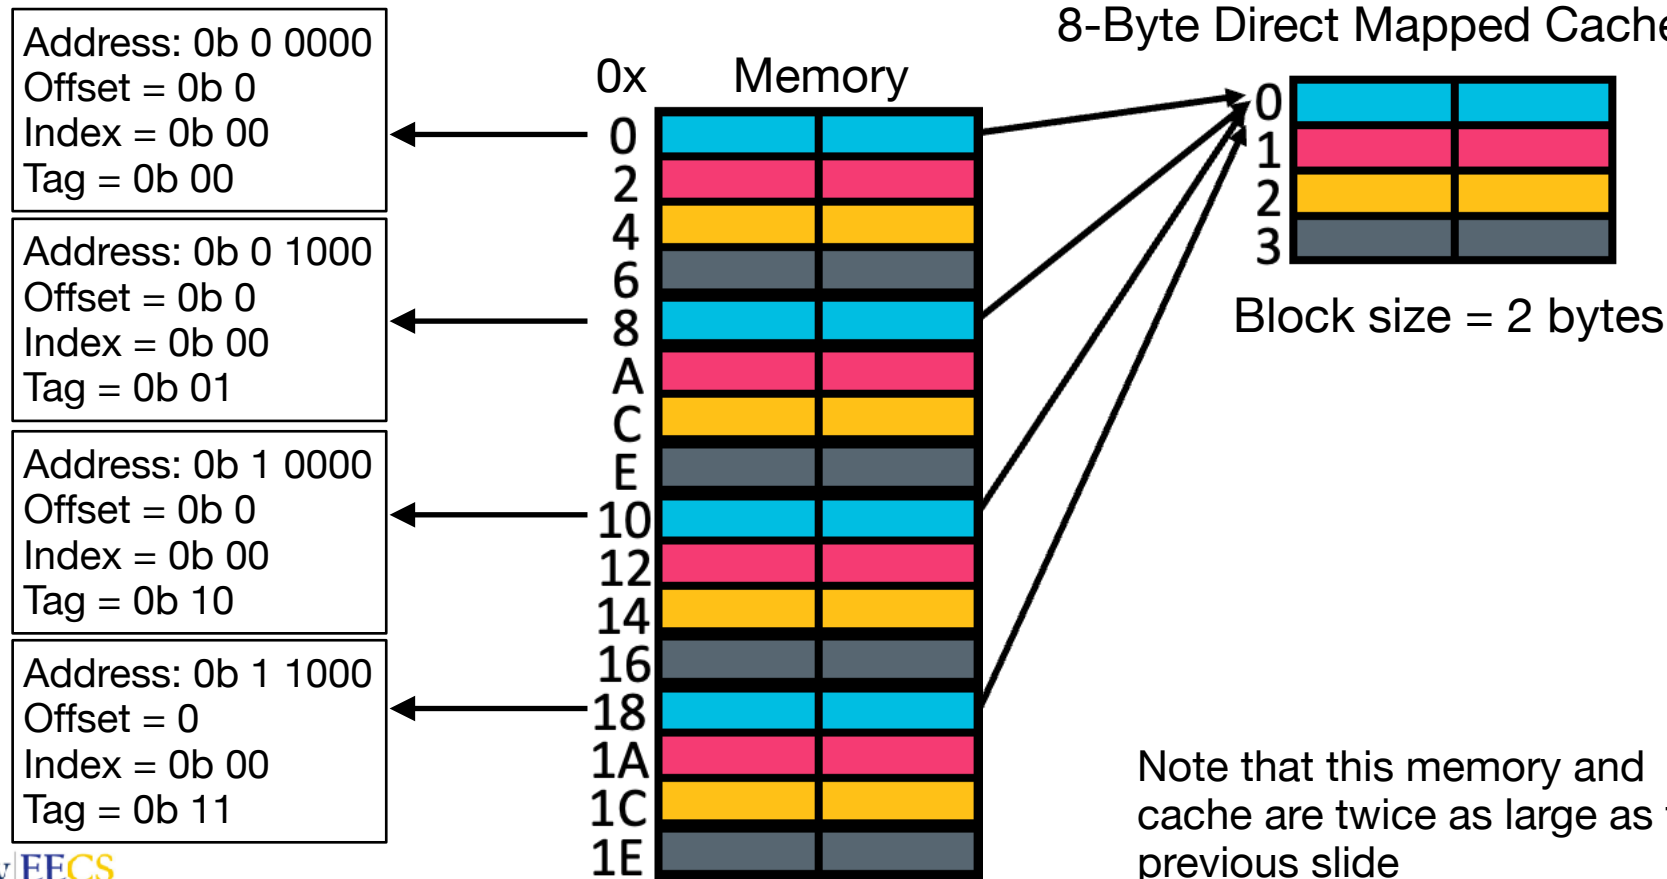 Address: 0b 0 0000
Offset = 0b 0
Index = 0b 00
Tag = 0b 00
Address: 0b 0 1000
Offset = 0b 0
Index = 0b 00
Tag = 0b 01
Address: 0b 1 0000
Offset = 0b 0
Index = 0b 00
Tag = 0b 10
Address: 0b 1 1000
Offset = 0
Index = 0b 00
Tag = 0b 11
EECS
0x Memory
0
2
4
6
8
A
C
E
10
12
14
16
18
1A
1C
1E
8-Byte Direct Mapped Cache
0
1
2
3
Block size = 2 bytes
Note that this memory and
cache are twice as large as
previous slide